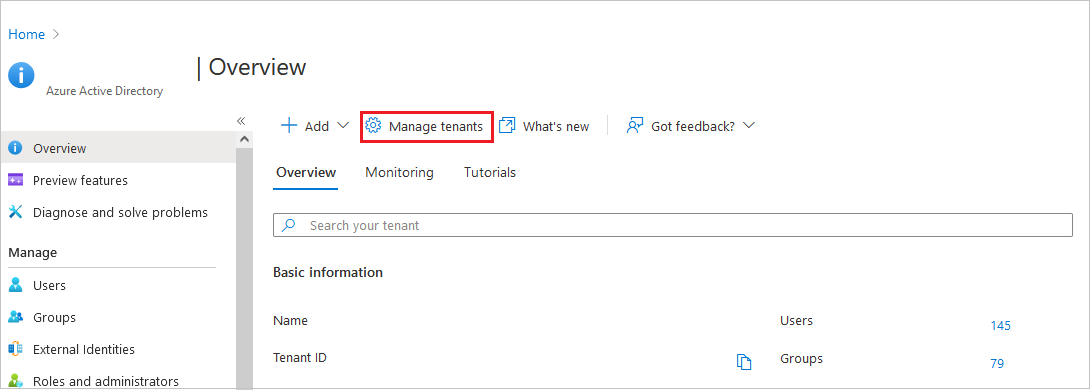 Home
| Overview
Azure Active Directory
Add
Manage tenants
What's new
Got feedback?
Overview
Preview features
Diagnose and solve problems
Manage
Users
Groups
External Identities
Roles and administrators
Overview Monitoring Tutorials
Search your tenant
Basic information
Name
Users 145
Tenant ID
Groups 79